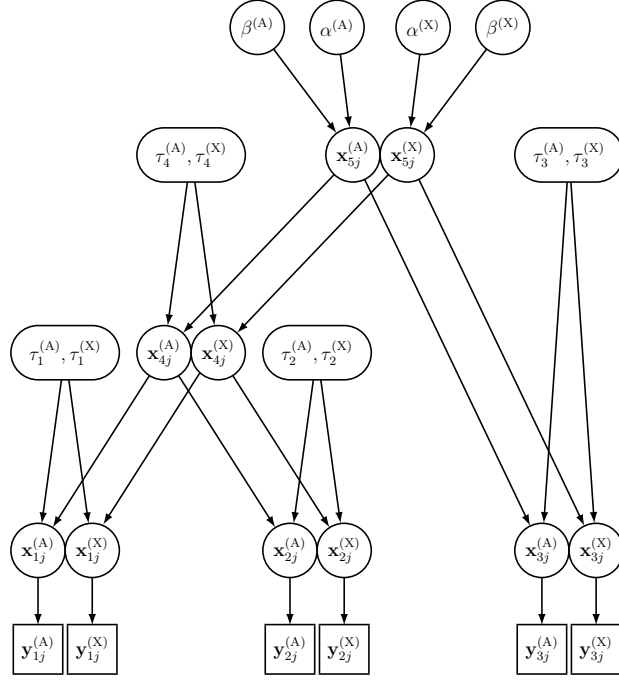 β^(A) α^(A) α^(X) β^(X)
τ_4^(A), τ_4^(X) x_5j^(A) x_5j^(X) τ_3^(A), τ_3^(X)
τ_1^(A), τ_1^(X) x_4j^(A) x_4j^(X) τ_2^(A), τ_2^(X)
x_1j^(A) x_1j^(X) x_2j^(A) x_2j^(X) x_3j^(A) x_3j^(X)
y_1j^(A) y_1j^(X) y_2j^(A) y_2j^(X) y_3j^(A) y_3j^(X)